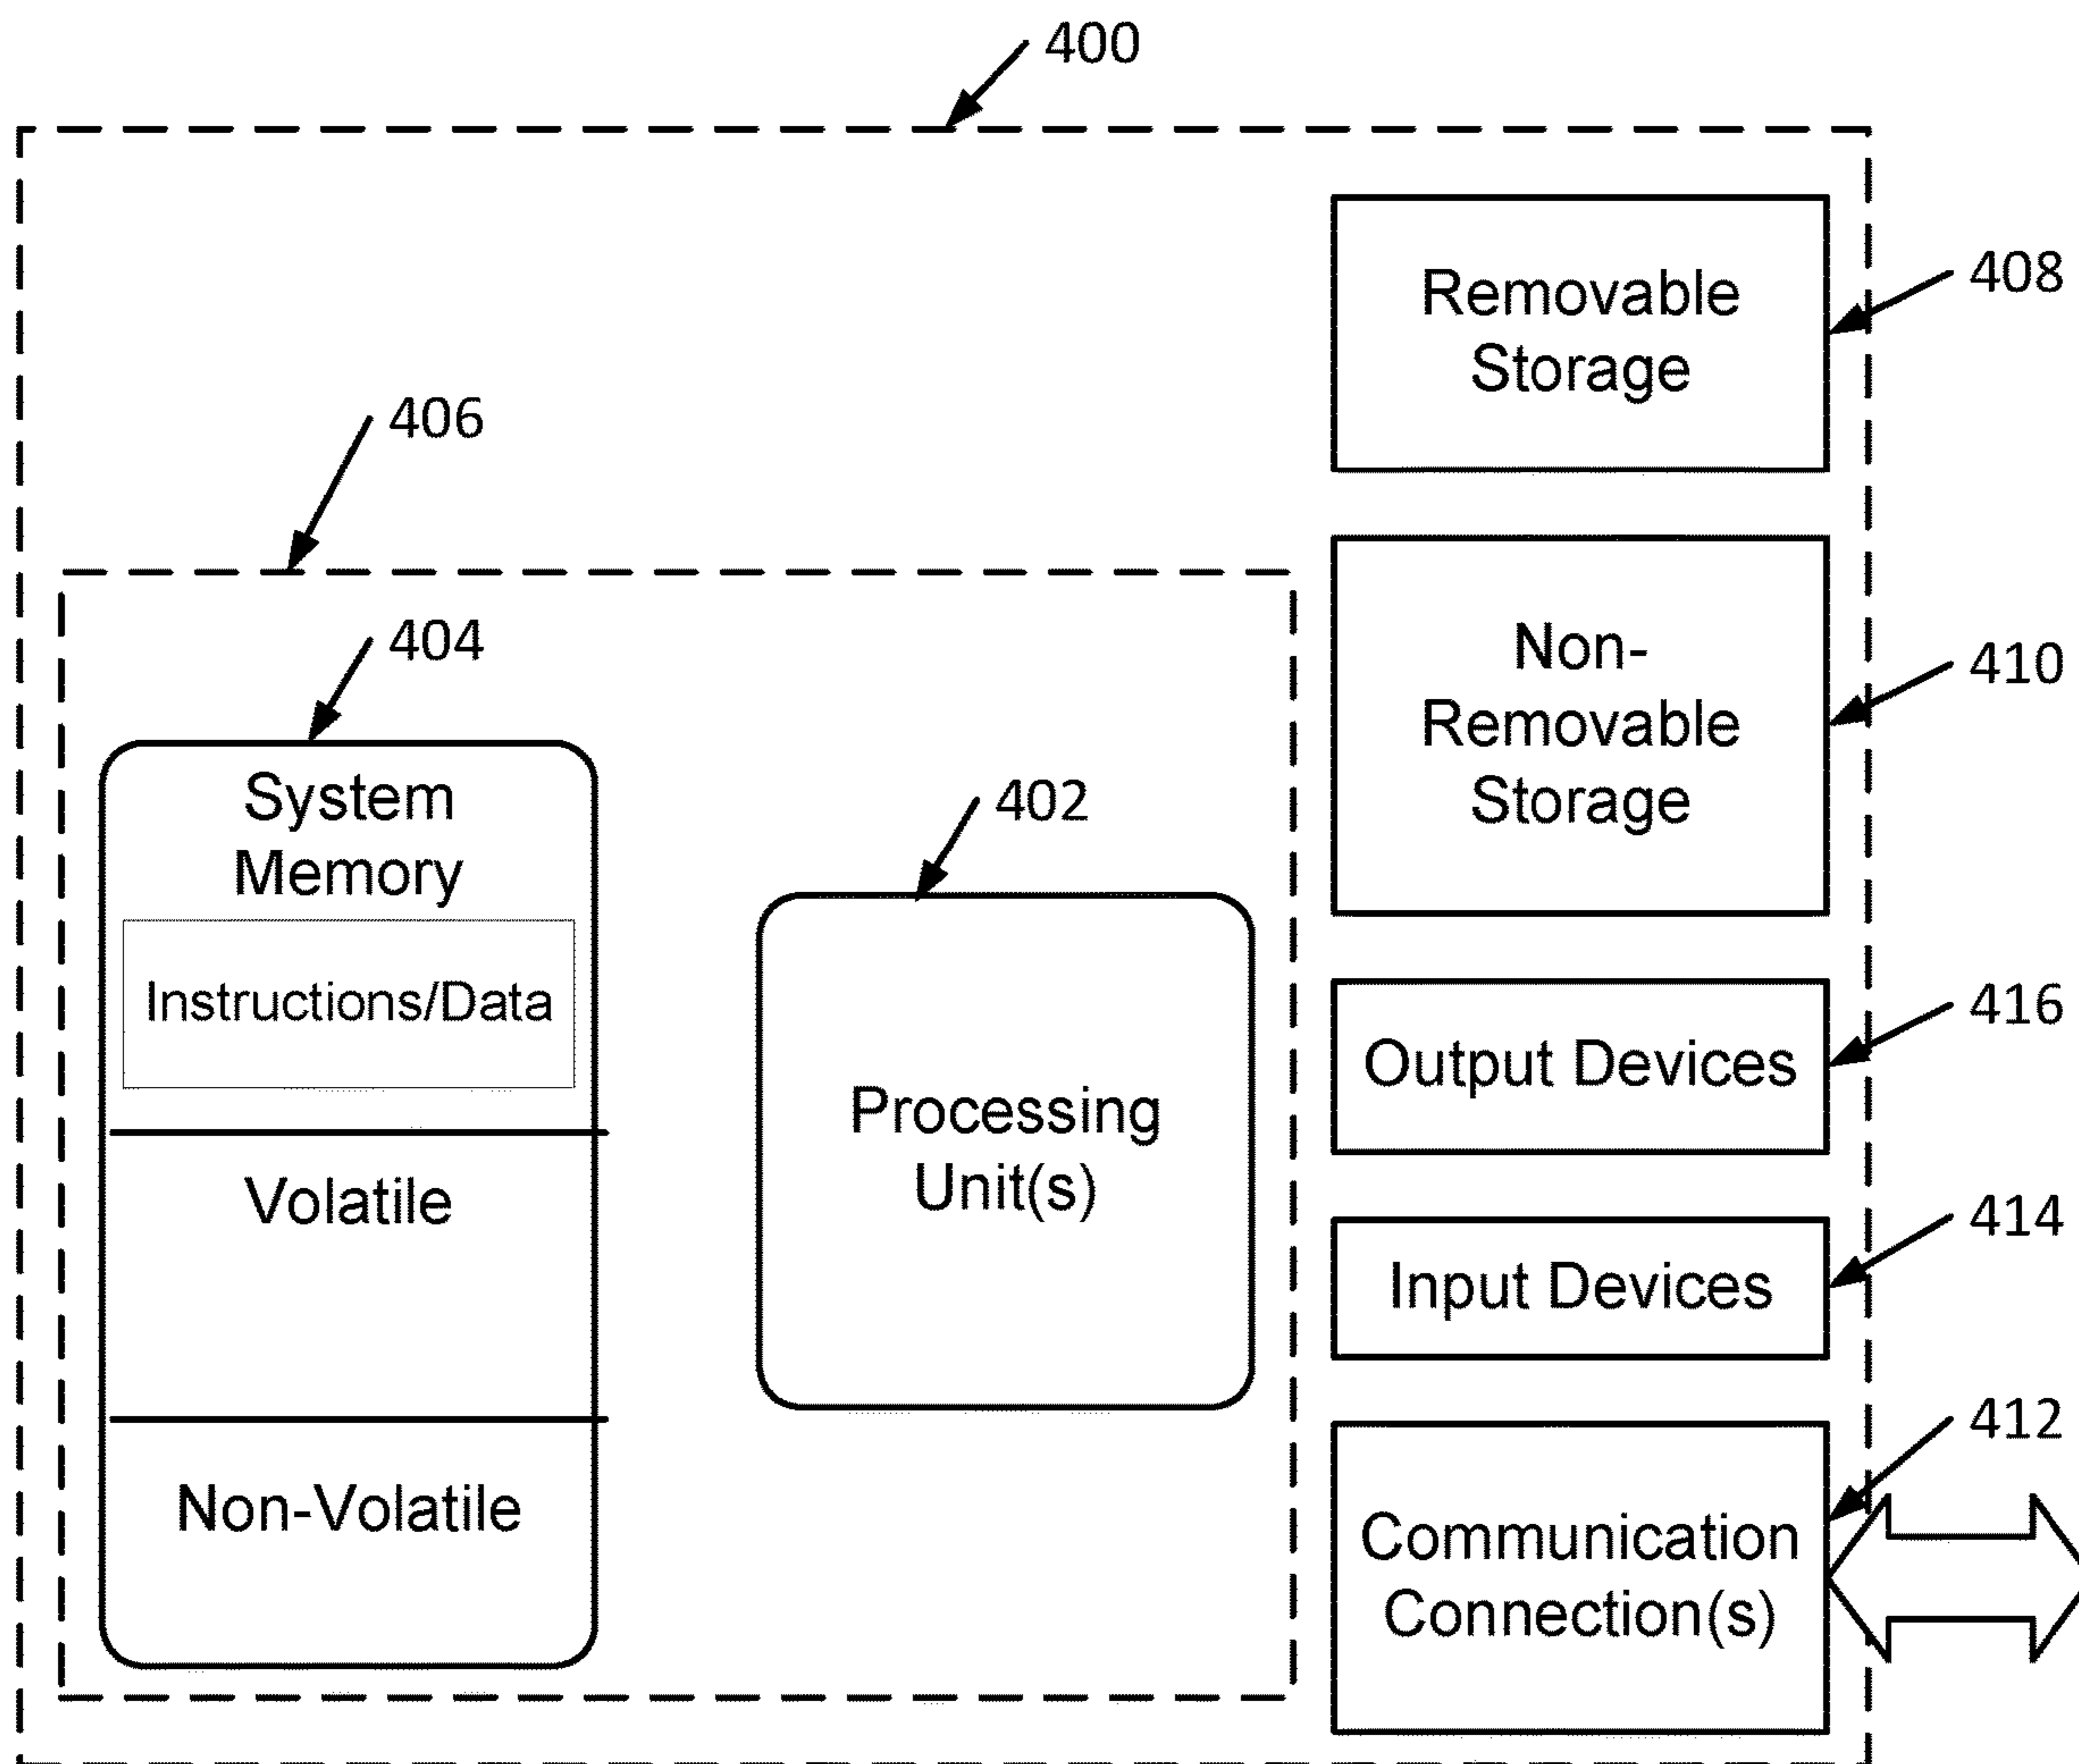 400
Removable
Storage
408
406
Non-
Removable
Storage
410
404
System
Memory
402
Instructions/Data
Output Devices
416
Processing
Unit(s)
Volatile
Input Devices
414
Non-Volatile
Communication
Connection(s)
412